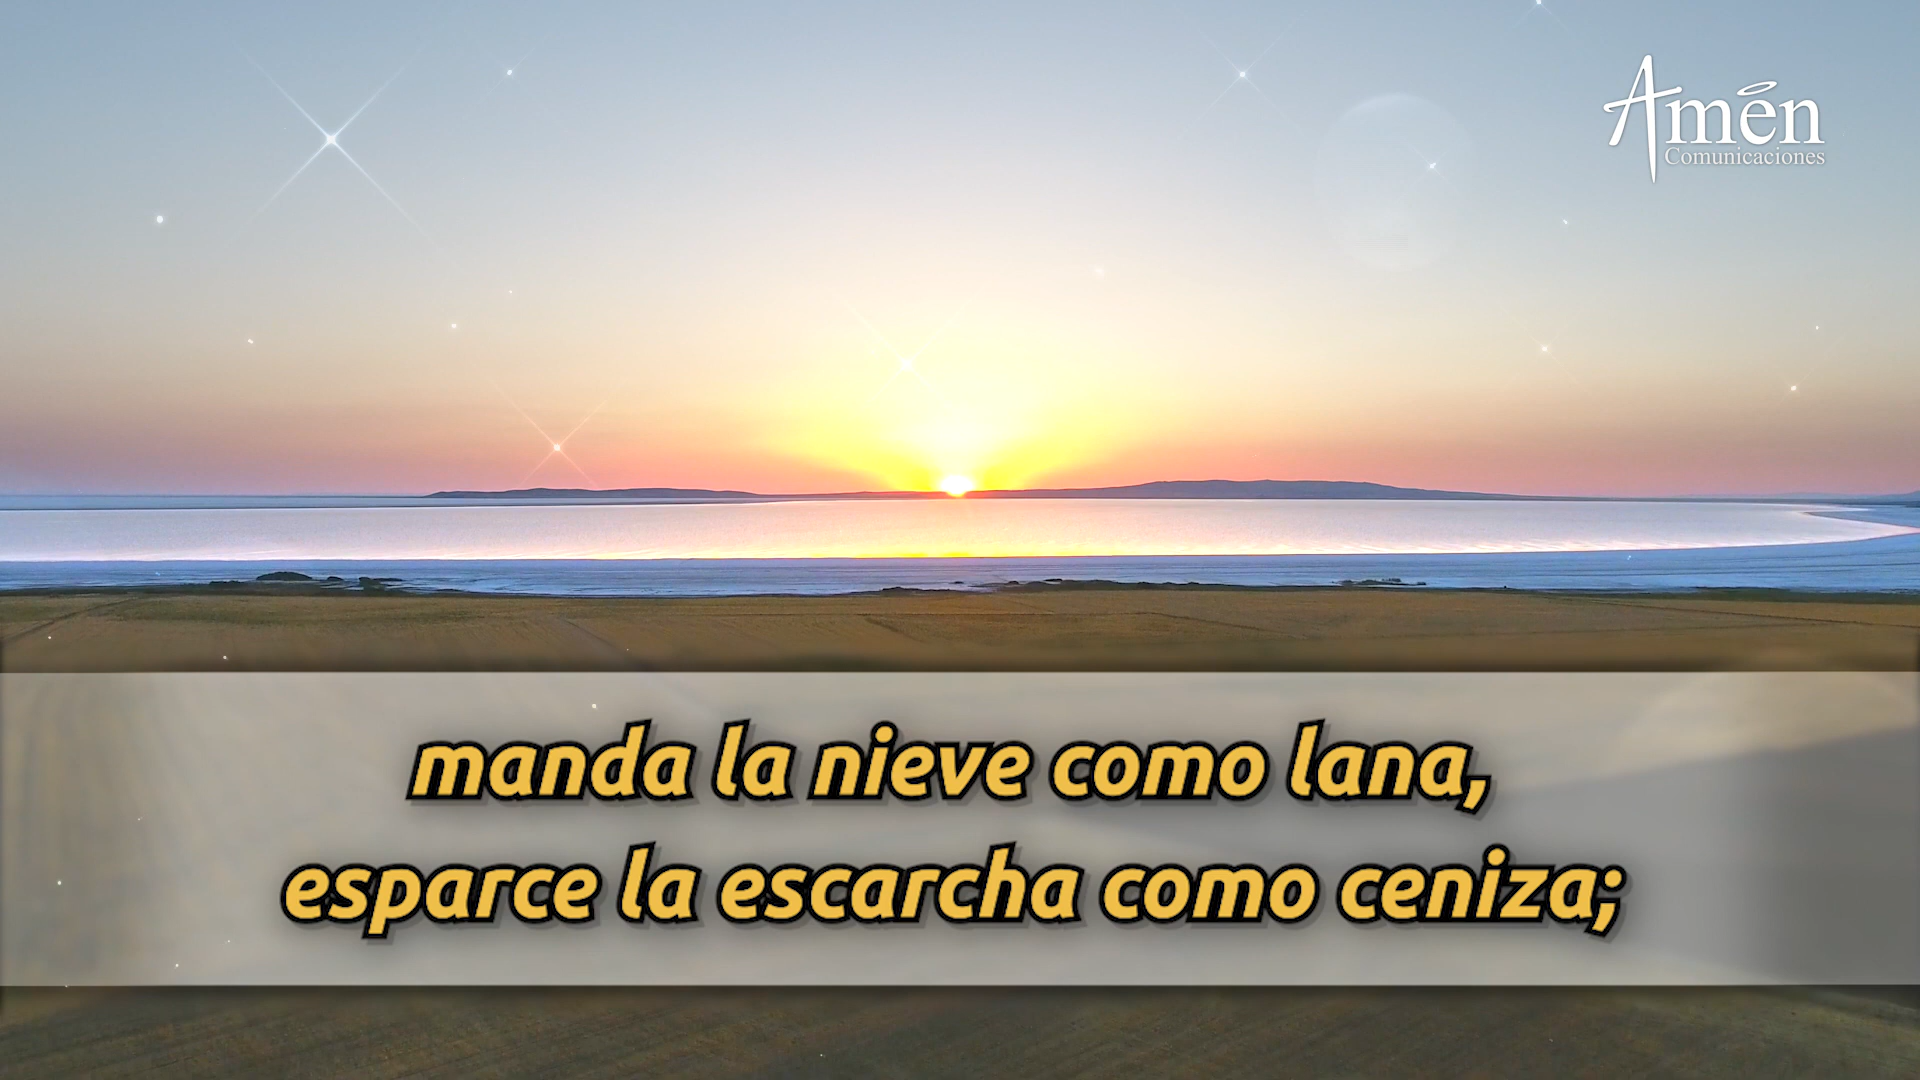 Amén
Comunicaciones
manda la nieve como lana,
esparce la escarcha como ceniza;